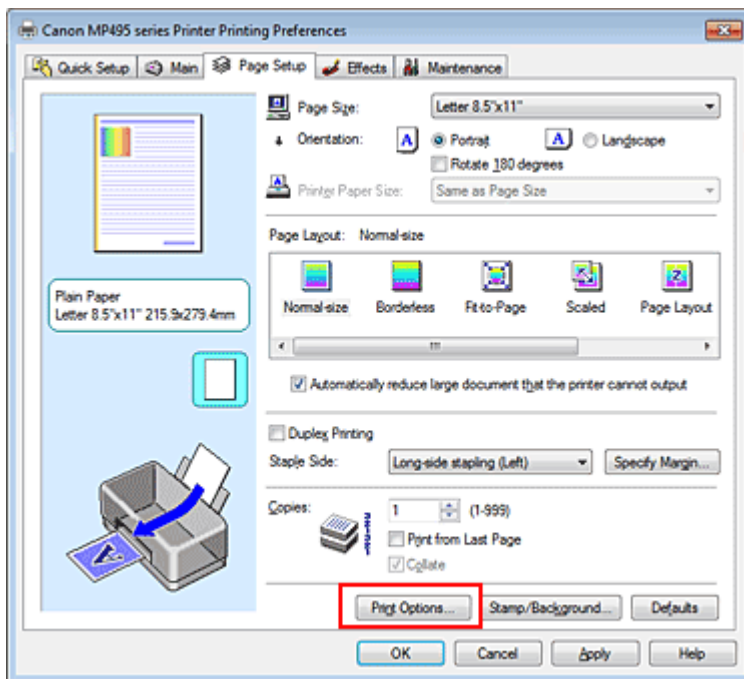 Canon MP495 series Printer Printing Preferences
Quick Setup Main Page Setup Effects Maintenance
Page Size: Letter 8.5"x11"
Orientation: A Portrait A Landscape
Rotate 180 degrees
Printer Paper Size: Same as Page Size
Page Layout: Normal-size
Normal-size Borderless Fit-to-Page Scaled Page Layout
Plain Paper
Letter 8.5"x11" 215.9x279.4mm
Automatically reduce large document that the printer cannot output
Duplex Printing
Staple Side: Long-side stapling (Left) Specify Margin...
Copies: 1 (1-999)
Print from Last Page
Collate
Print Options... Stamp/Background... Defaults
OK Cancel Apply Help